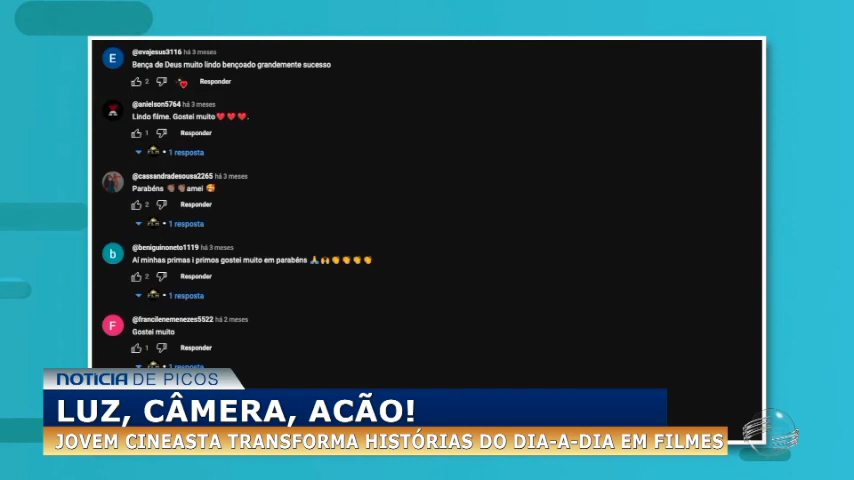 E
@evajesus3116 há 3 meses
Bença de Deus muito lindo bençoado grandemente sucesso
2 Responder
@anielson5764 há 3 meses
Lindo filme. Gostei muito❤️❤️❤️.
1 Responder
• 1 resposta
@cassandradesousa2265 há 3 meses
Parabéns 👏🏽👏🏽amei 🥰
2 Responder
• 1 resposta
b
@beniguinoneto1119 há 3 meses
Aí minhas primas i primos gostei muito em parabéns 🙏🙌👏👏👏👏
2 Responder
• 1 resposta
F
@francilenemenezes5522 há 2 meses
Gostei muito
1 Responder
• 1 resposta
NOTICIA DE PICOS
LUZ, CÂMERA, ACÃO!
JOVEM CINEASTA TRANSFORMA HISTÓRIAS DO DIA-A-DIA EM FILMES